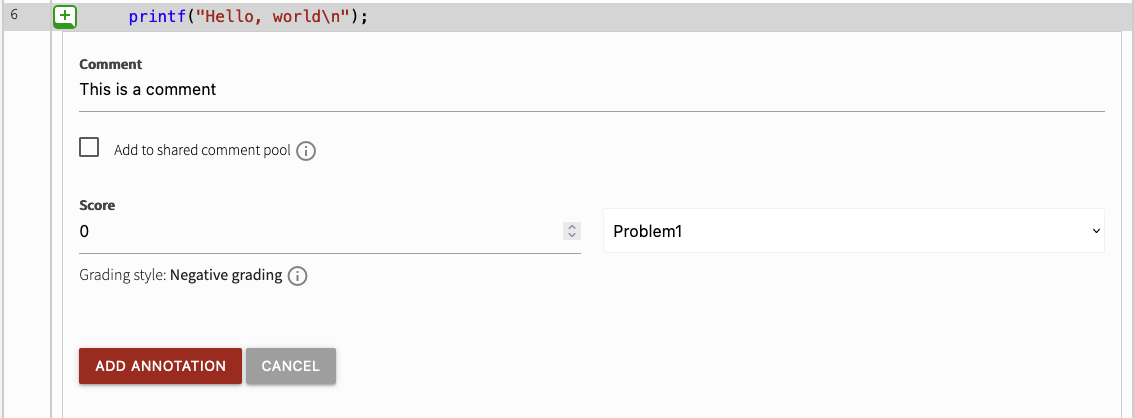 6 printf("Hello, world\n");
Comment
This is a comment
Add to shared comment pool
Score
0 Problem1
Grading style: Negative grading
ADD ANNOTATION CANCEL